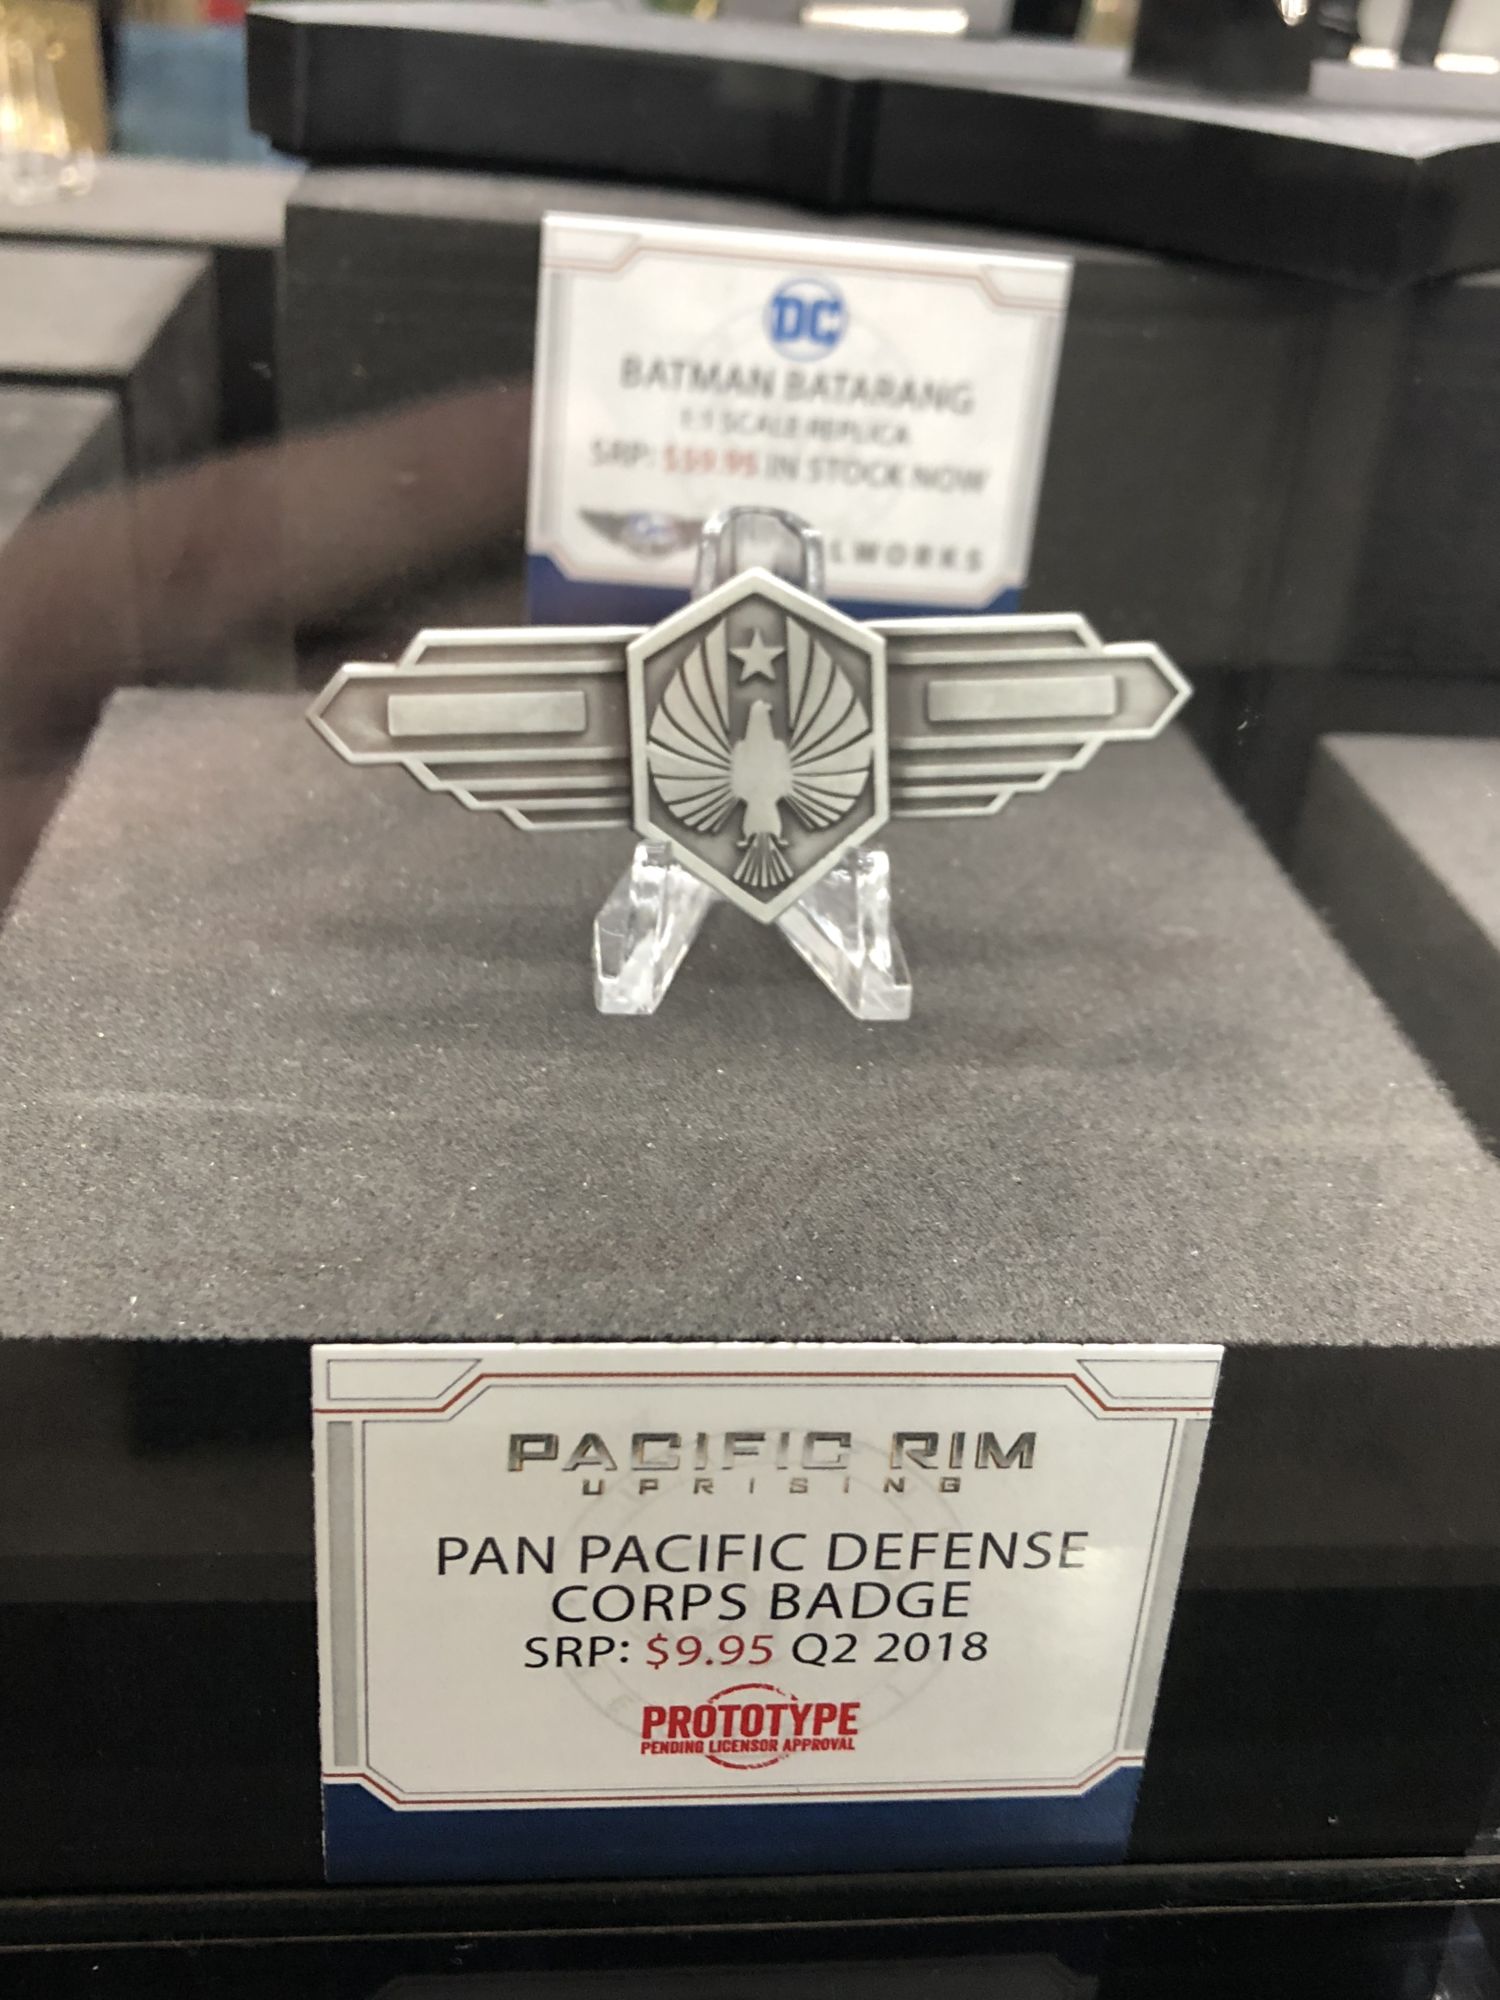 DC
BATMAN BATARANG
1:1 SCALE REPLICA
SRP: $59.95 IN STOCK NOW
LWORKS
PACIFIC RIM
UPRISING
PAN PACIFIC DEFENSE
CORPS BADGE
SRP: $9.95 Q2 2018
PROTOTYPE
PENDING LICENSOR APPROVAL